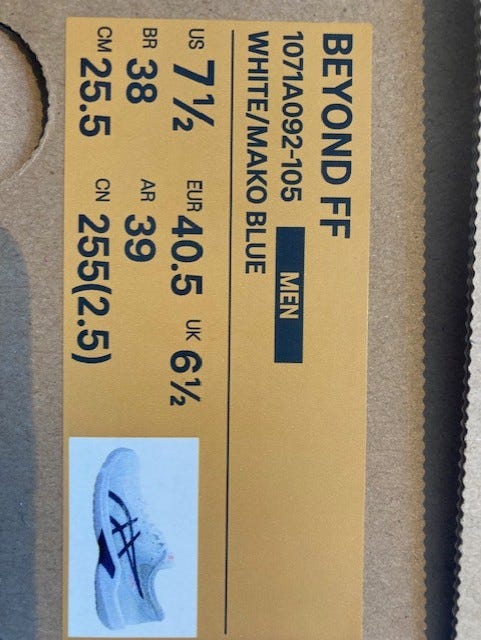 BEYOND FF
1071A092-105 MEN
WHITE/MAKO BLUE
US 7½ EUR 40.5 UK 6½
BR 38 AR 39
CM 25.5 CN 255(2.5)